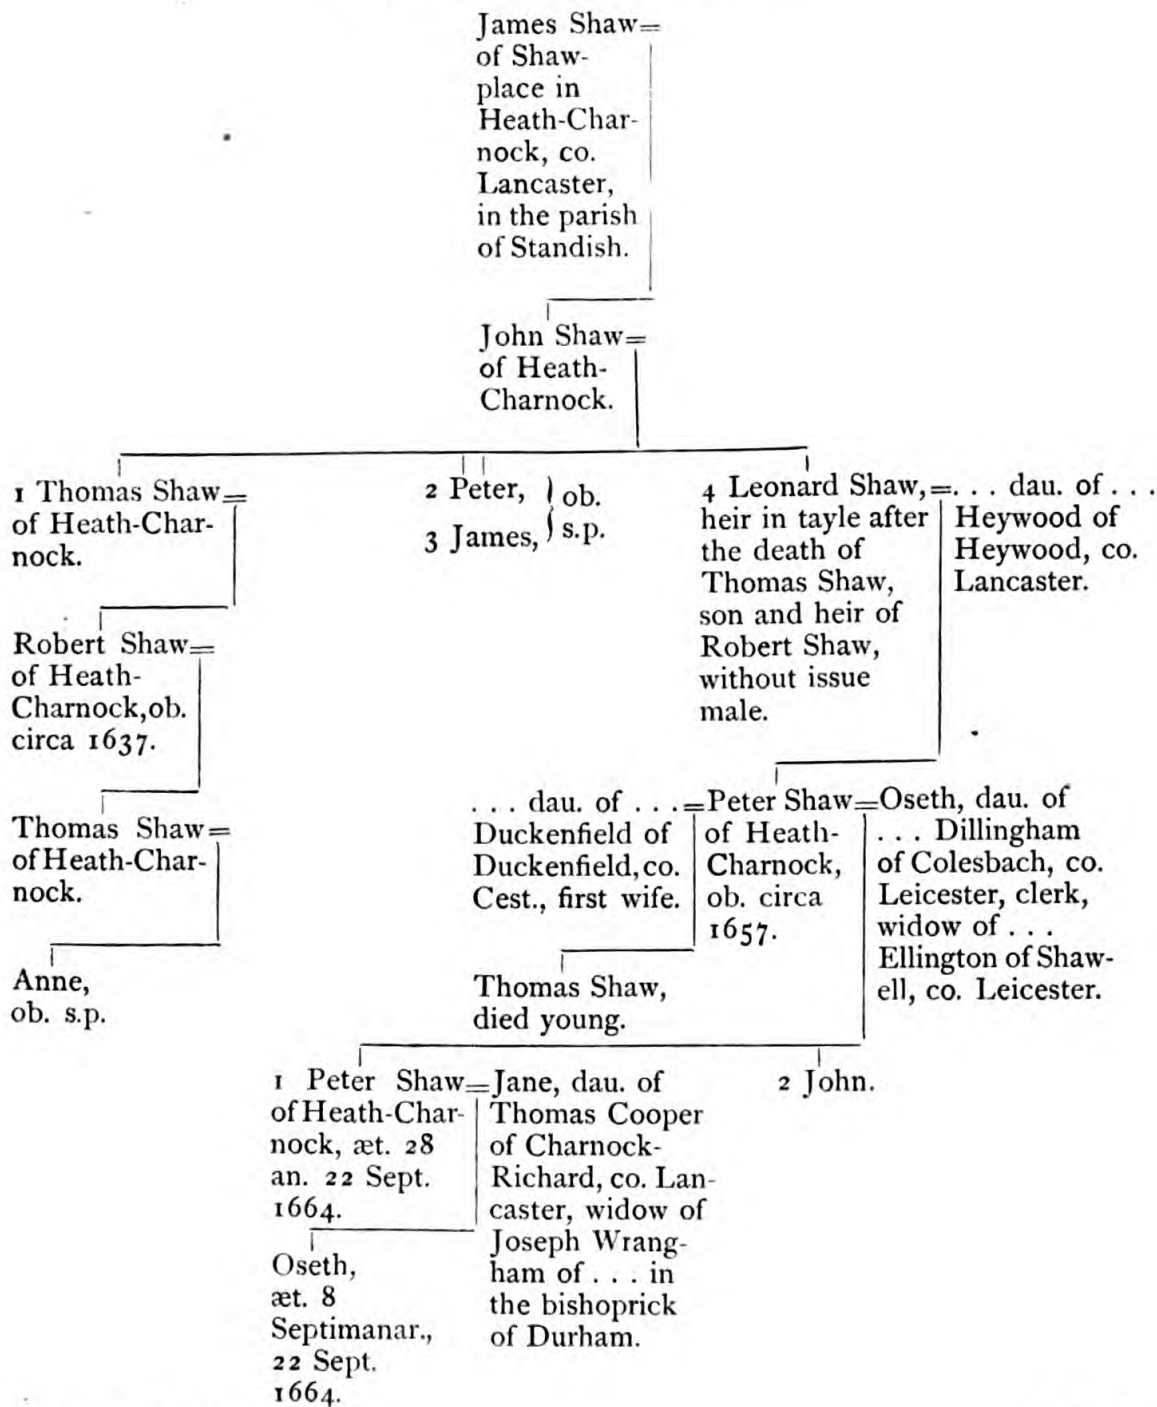 James Shaw=
of Shaw-
place in
Heath-Char-
nock, co.
Lancaster,
in the parish
of Standish.
John Shaw=
of Heath-
Charnock.
1 Thomas Shaw=
of Heath-Char-
nock.
2 Peter, } ob.
3 James, } s.p.
4 Leonard Shaw,=. . . dau. of . . .
heir in tayle after
the death of
Thomas Shaw,
son and heir of
Robert Shaw,
without issue
male.
Heywood of
Heywood, co.
Lancaster.
Robert Shaw=
of Heath-
Charnock, ob.
circa 1637.
Thomas Shaw=
of Heath-Char-
nock.
Anne,
ob. s.p.
. . . dau. of . . .=
Duckenfield of
Duckenfield, co.
Cest., first wife.
Peter Shaw=
of Heath-
Charnock,
ob. circa
1657.
Oseth, dau. of
. . . Dillingham
of Colesbach, co.
Leicester, clerk,
widow of . . .
Ellington of Shaw-
ell, co. Leicester.
Thomas Shaw,
died young.
1 Peter Shaw=
of Heath-Char-
nock, æt. 28
an. 22 Sept.
1664.
Jane, dau. of
Thomas Cooper
of Charnock-
Richard, co. Lan-
caster, widow of
Joseph Wrang-
ham of . . . in
the bishoprick
of Durham.
2 John.
Oseth,
æt. 8
Septimanar.,
22 Sept.
1664.